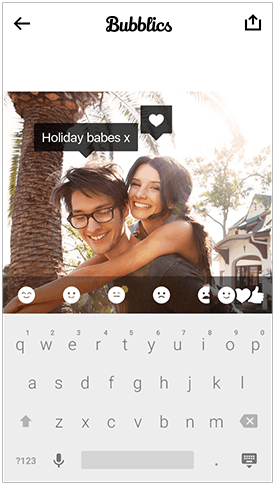 Bubblics
Holiday babes x
1 2 3 4 5 6 7 8 9 0
q w e r t y u i o p
a s d f g h j k l
z x c v b n m
?123 .